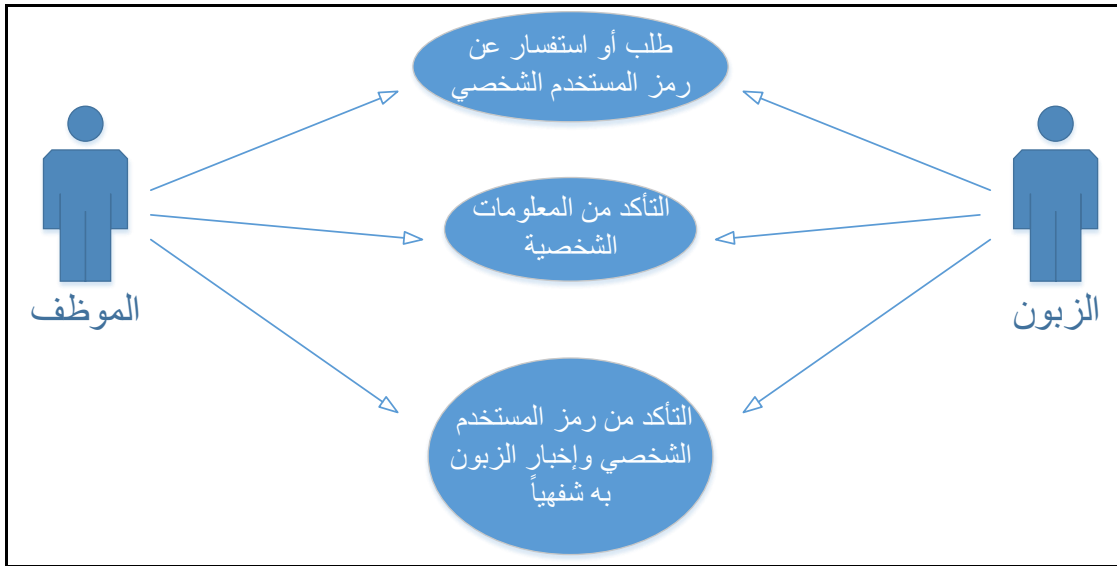 طلب أو استفسار عن
رمز المستخدم الشخصي
التأكد من المعلومات
الشخصية
الزبون
الموظف
التأكد من رمز المستخدم
الشخصي وإخبار الزبون
به شفهياً